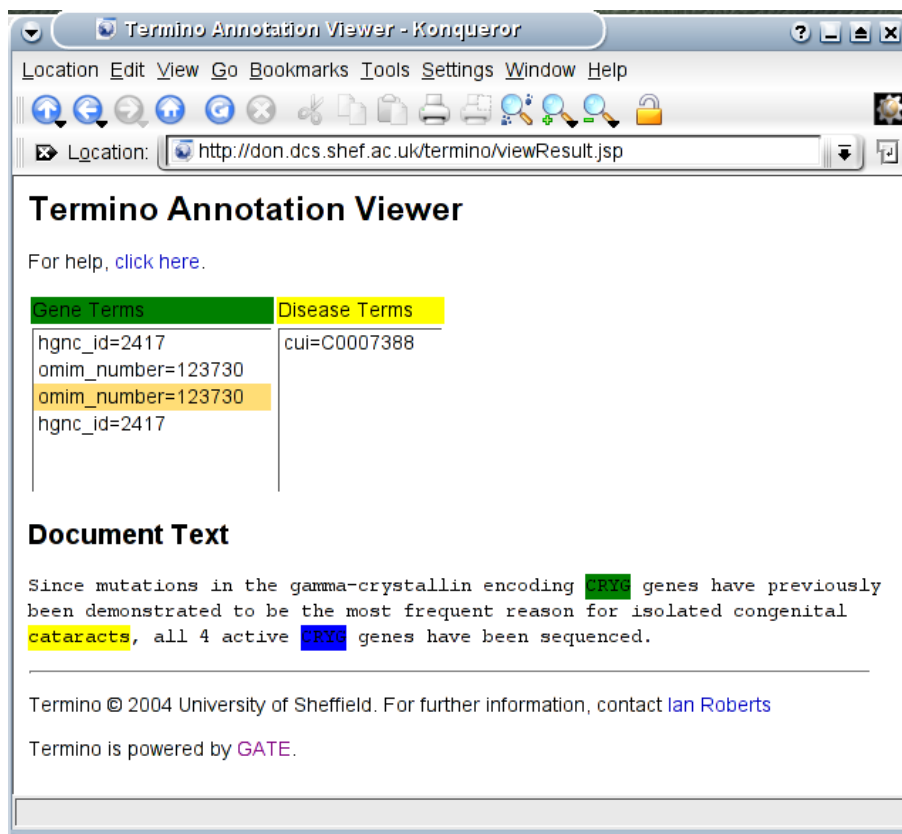 Termino Annotation Viewer - Konqueror
Location Edit View Go Bookmarks Tools Settings Window Help
Location: http://don.dcs.shef.ac.uk/termino/viewResult.jsp
Termino Annotation Viewer
For help, click here.
Gene Terms Disease Terms
hgnc_id=2417 cui=C0007388
omim_number=123730
omim_number=123730
hgnc_id=2417
Document Text
Since mutations in the gamma-crystallin encoding CRYG genes have previously
been demonstrated to be the most frequent reason for isolated congenital
cataracts, all 4 active CRYG genes have been sequenced.
Termino © 2004 University of Sheffield. For further information, contact Ian Roberts
Termino is powered by GATE.